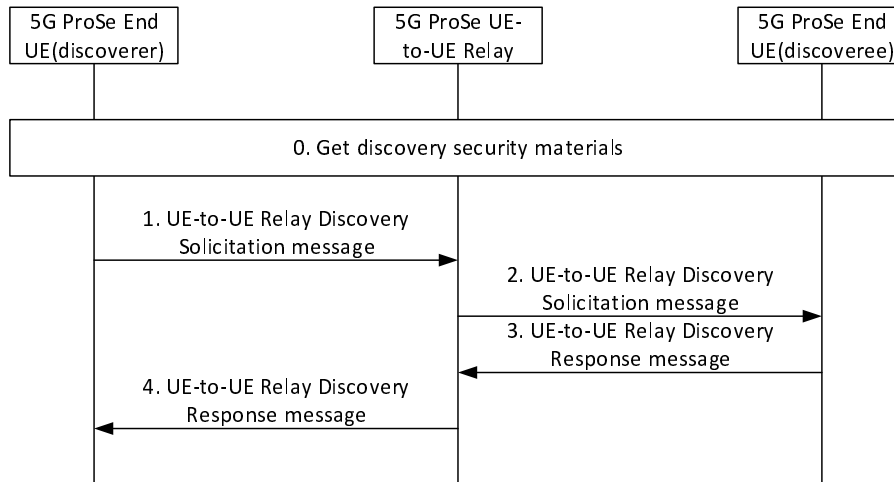 5G ProSe End
UE(discoverer)
5G ProSe UE-
to-UE Relay
5G ProSe End
UE(discoveree)
0. Get discovery security materials
1. UE-to-UE Relay Discovery
Solicitation message
2. UE-to-UE Relay Discovery
Solicitation message
3. UE-to-UE Relay Discovery
Response message
4. UE-to-UE Relay Discovery
Response message